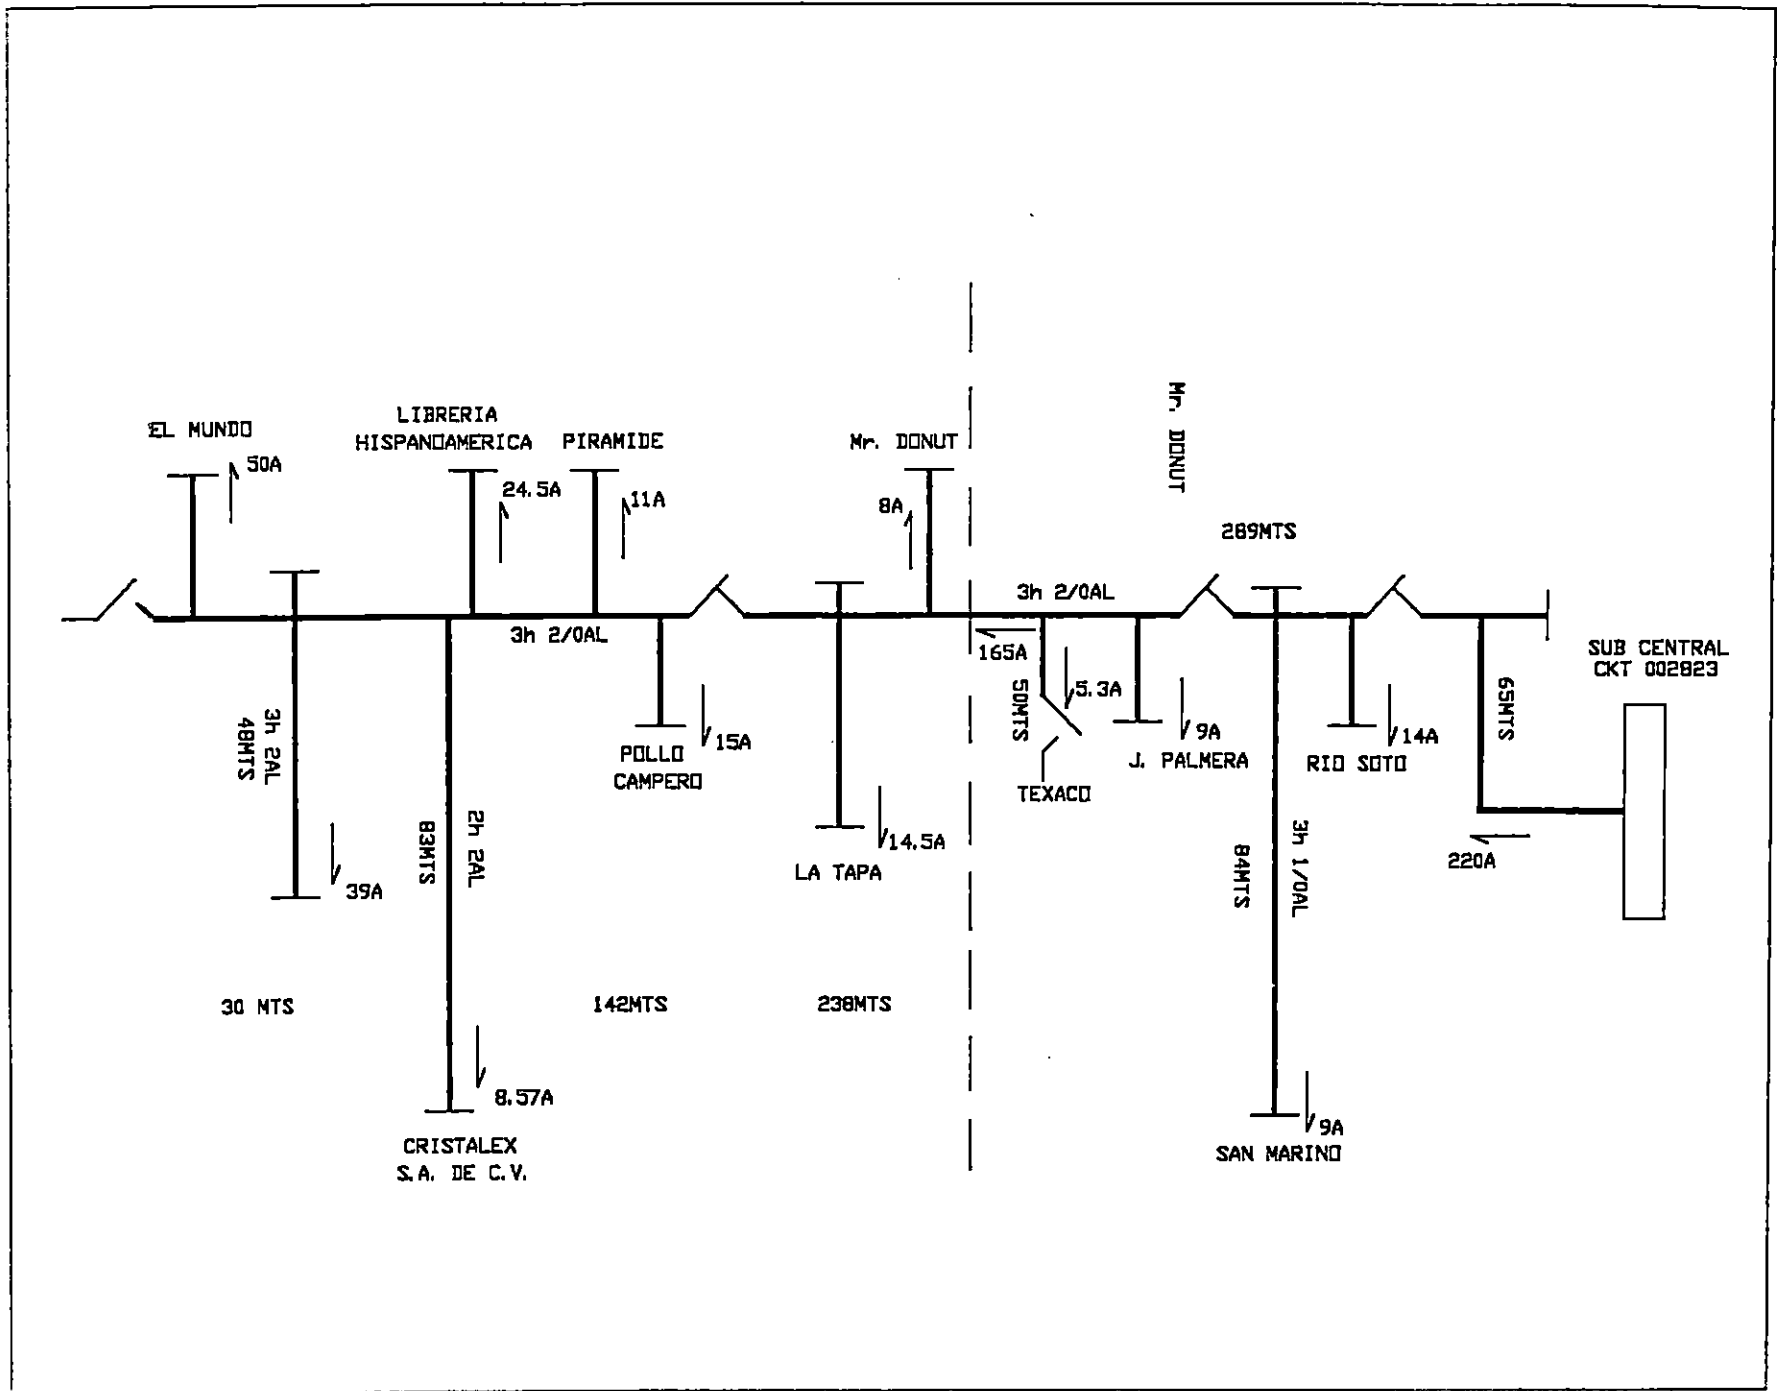 Mr. DONUT
LIBRERIA
HISPANOAMERICA
EL MUNDO
PIRAMIDE
Mr. DONUT
50A
24.5A
11A
8A
289MTS
3h 2/0AL
3h 2/0AL
165A
5.3A
50MTS
9A
J. PALMERA
TEXACO
14A
RIO SOTO
65MTS
SUB CENTRAL
CKT 002823
220A
3h 2AL
48MTS
39A
2h 2AL
83MTS
15A
POLLO
CAMPERO
14.5A
LA TAPA
3h 1/0AL
84MTS
30 MTS
142MTS
238MTS
8.57A
CRISTALEX
S.A. DE C.V.
9A
SAN MARINO